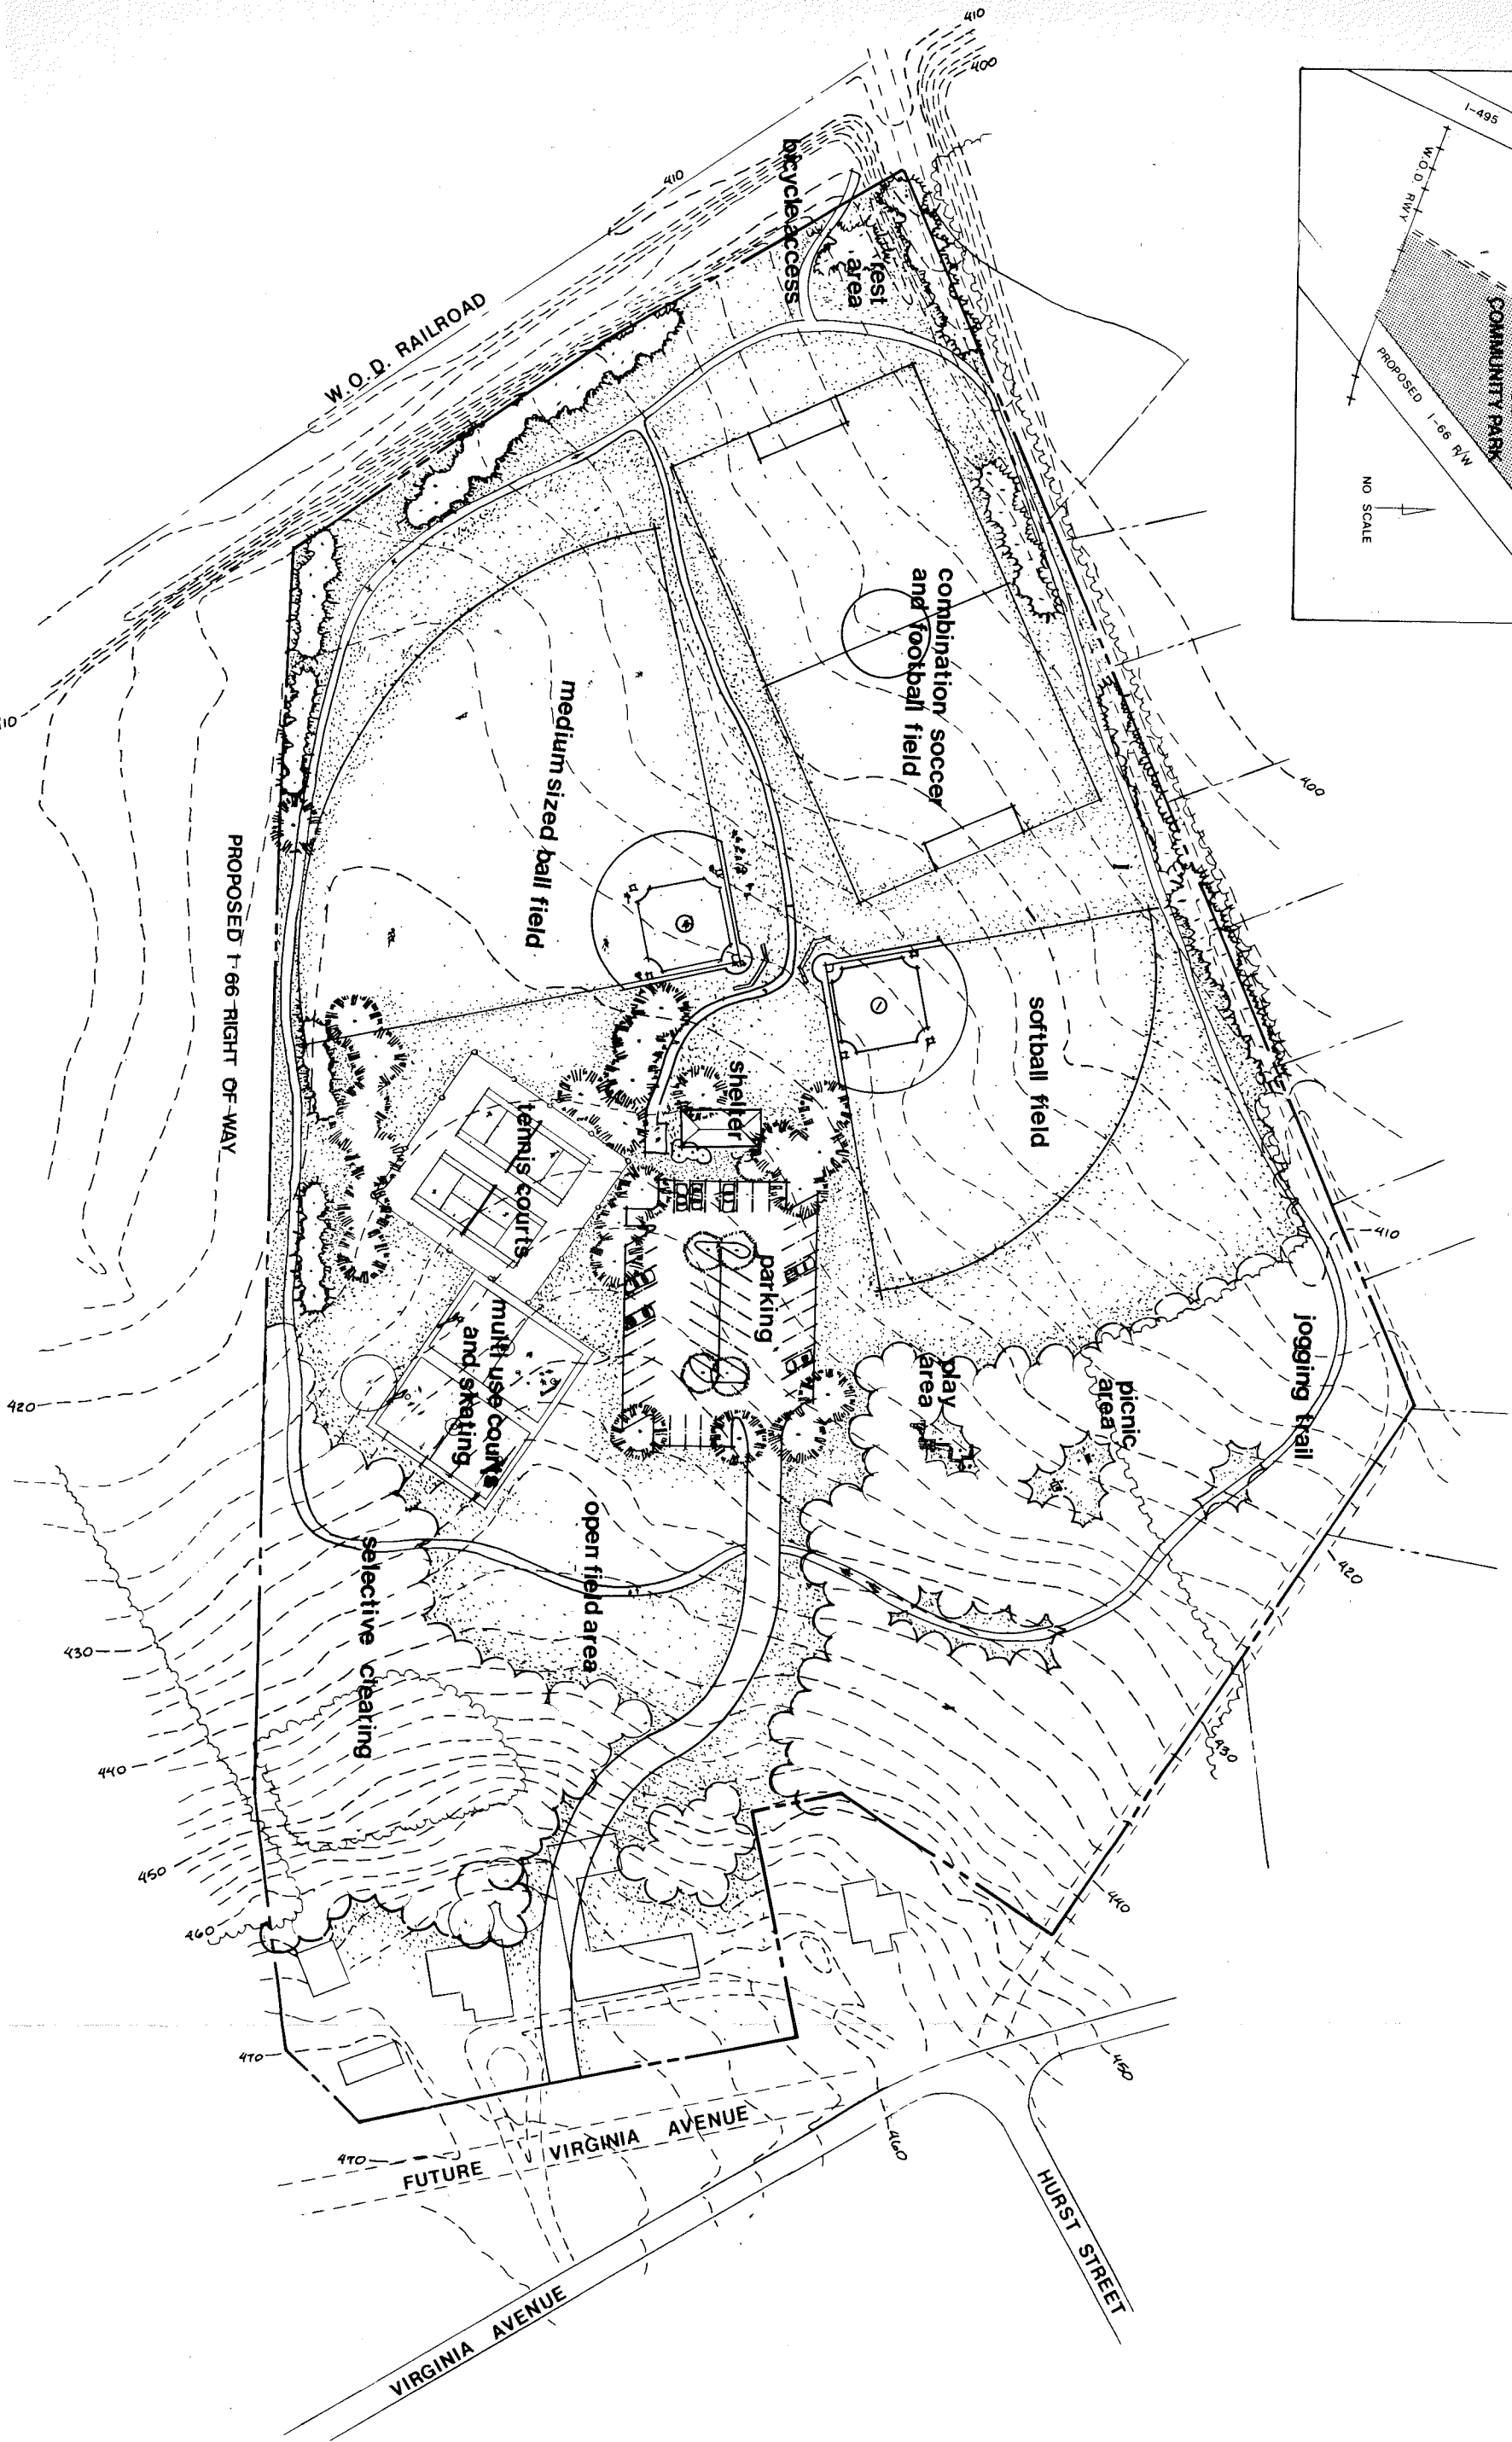 410
400
I-495
W.O.D. RWY
COMMUNITY PARK
PROPOSED I-66 R/W
NO SCALE
410
bicycle access
rest
area
W.O.D. RAILROAD
combination soccer
and football field
medium sized ball field
400
PROPOSED I-66 RIGHT OF WAY
softball field
shelter
tennis courts
parking
410
multi use courts
and skating
play
area
picnic
area
jogging trail
420
open field area
selective clearing
420
430
430
440
450
440
460
470
450
470
FUTURE VIRGINIA AVENUE
460
HURST STREET
VIRGINIA AVENUE